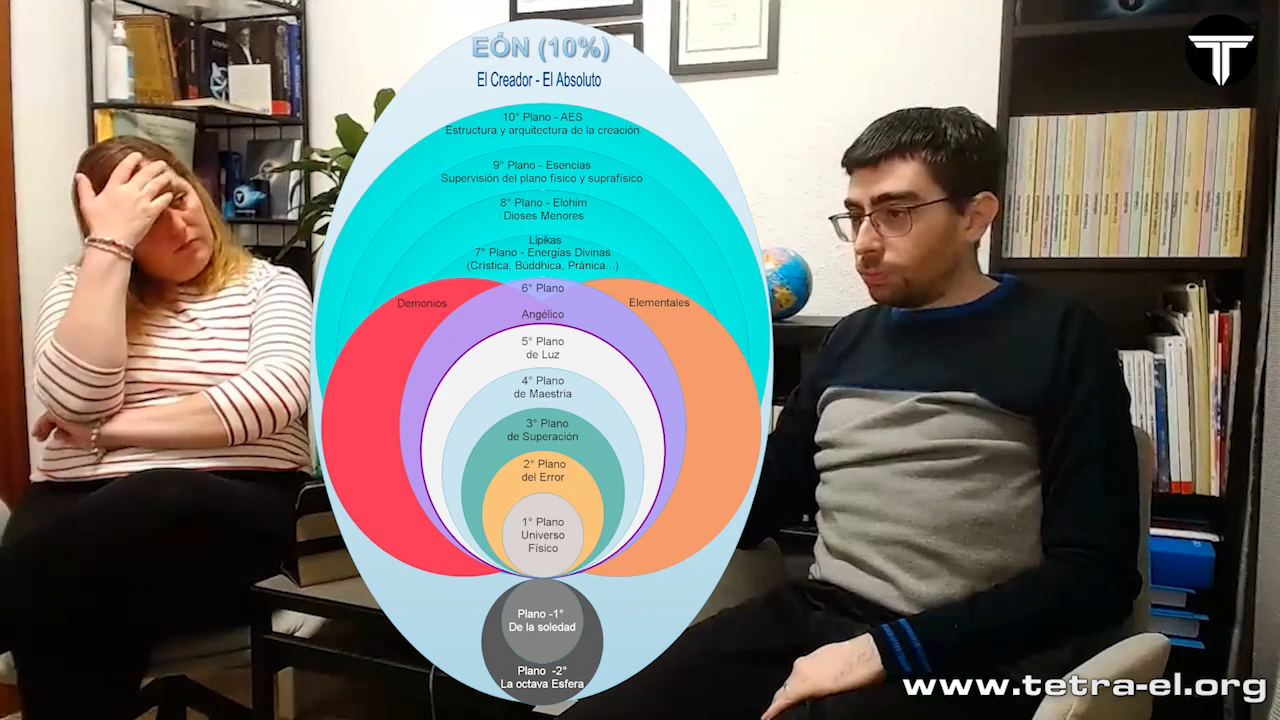 EÓN (10%)
El Creador - El Absoluto
10° Plano - AES
Estructura y arquitectura de la creación
9° Plano - Esencias
Supervisión del plano físico y suprafísico
8° Plano - Elohim
Dioses Menores
Lípikas
7° Plano - Energías Divinas
(Crística, Búddhica, Pránica...)
6° Plano
Demonios
Elementales
Angélico
5° Plano
de Luz
4° Plano
de Maestria
3° Plano
de Superación
2° Plano
del Error
1° Plano
Universo
Físico
Plano -1°
De la soledad
Plano -2°
La octava Esfera
www.tetra-el.org